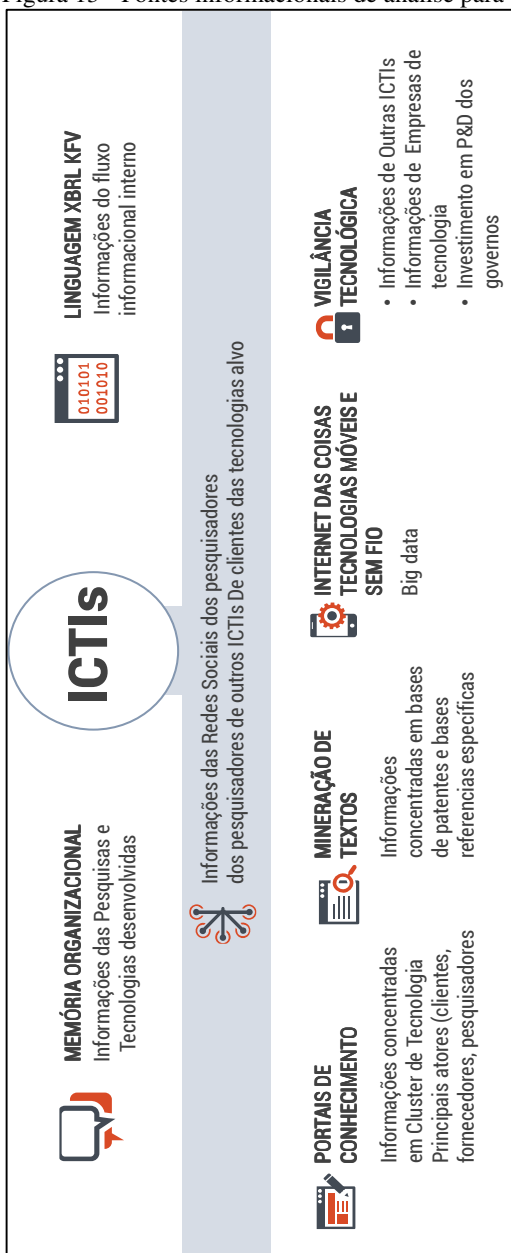 Figura 15 - Fontes informacionais de análise para
MEMÓRIA ORGANIZACIONAL
Informações das Pesquisas e
Tecnologias desenvolvidas
ICTIs
010101
001010
LINGUAGEM XBRL KFV
Informações do fluxo
informacional interno
Informações das Redes Sociais dos pesquisadores
dos pesquisadores de outros ICTIs De clientes das tecnologias alvo
PORTAIS DE
CONHECIMENTO
Informações concentradas
em Cluster de Tecnologia
Principais atores (clientes,
fornecedores, pesquisadores
MINERAÇÃO DE
TEXTOS
Informações
concentradas em bases
de patentes e bases
referencias específicas
INTERNET DAS COISAS
TECNOLOGIAS MÓVEIS E
SEM FIO
Big data
VIGILÂNCIA
TECNOLÓGICA
• Informações de Outras ICTIs
• Informações de Empresas de
tecnologia
• Investimento em P&D dos
governos